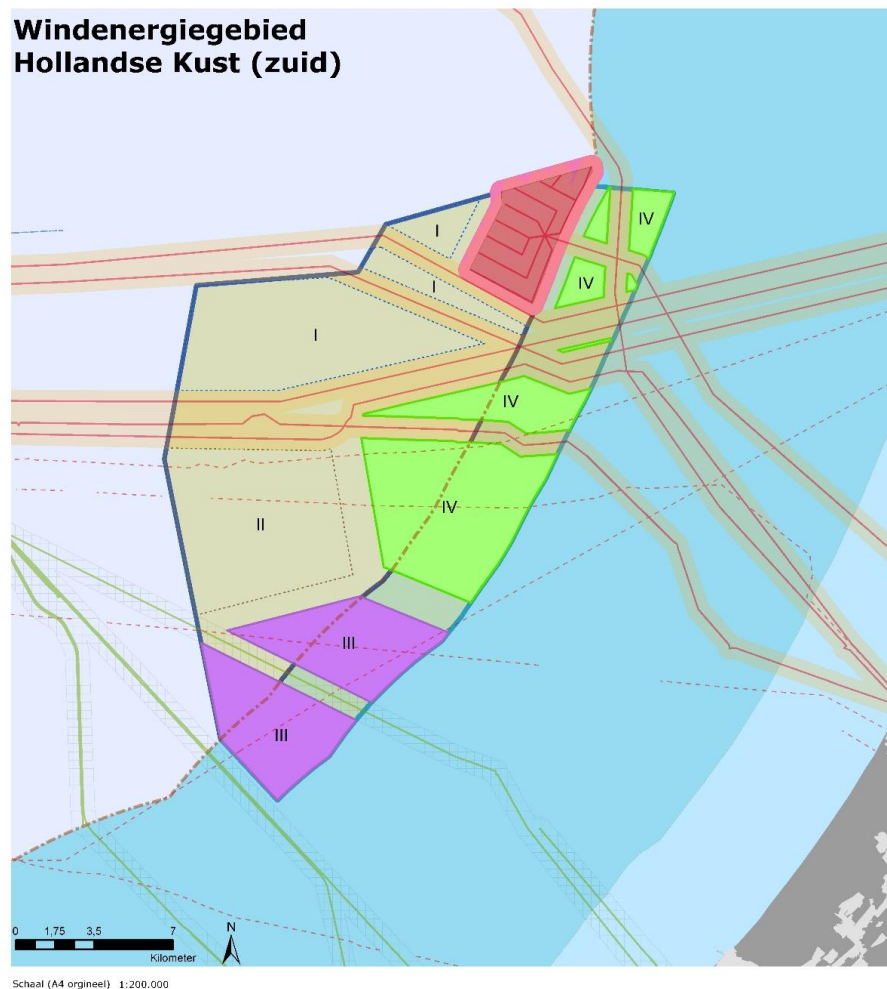 Windenergiegebied
Hollandse Kust (zuid)
I
IV
I
IV
I
IV
IV
II
III
III
0 1,75 3,5 7
Kilometer
N
Schaal (A4 orgineel) 1:200.000